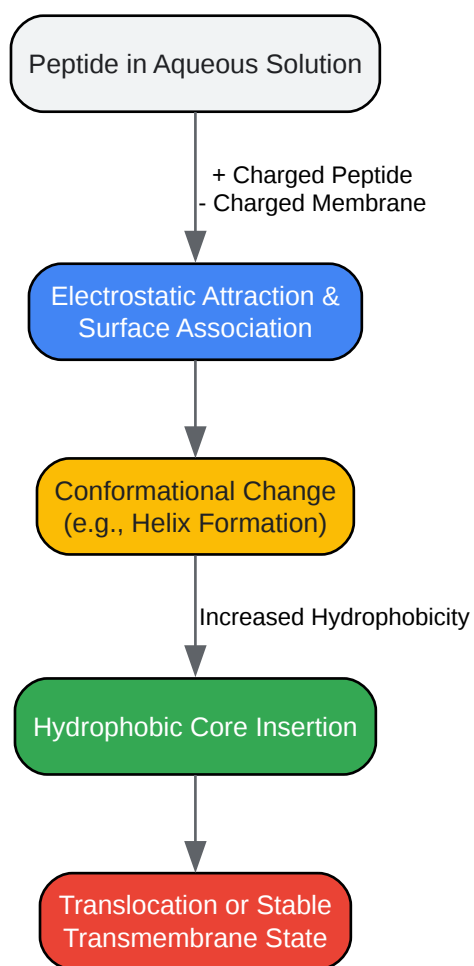 Peptide in Aqueous Solution
+ Charged Peptide
- Charged Membrane
Electrostatic Attraction &
Surface Association
Conformational Change
(e.g., Helix Formation)
Increased Hydrophobicity
Hydrophobic Core Insertion
Translocation or Stable
Transmembrane State